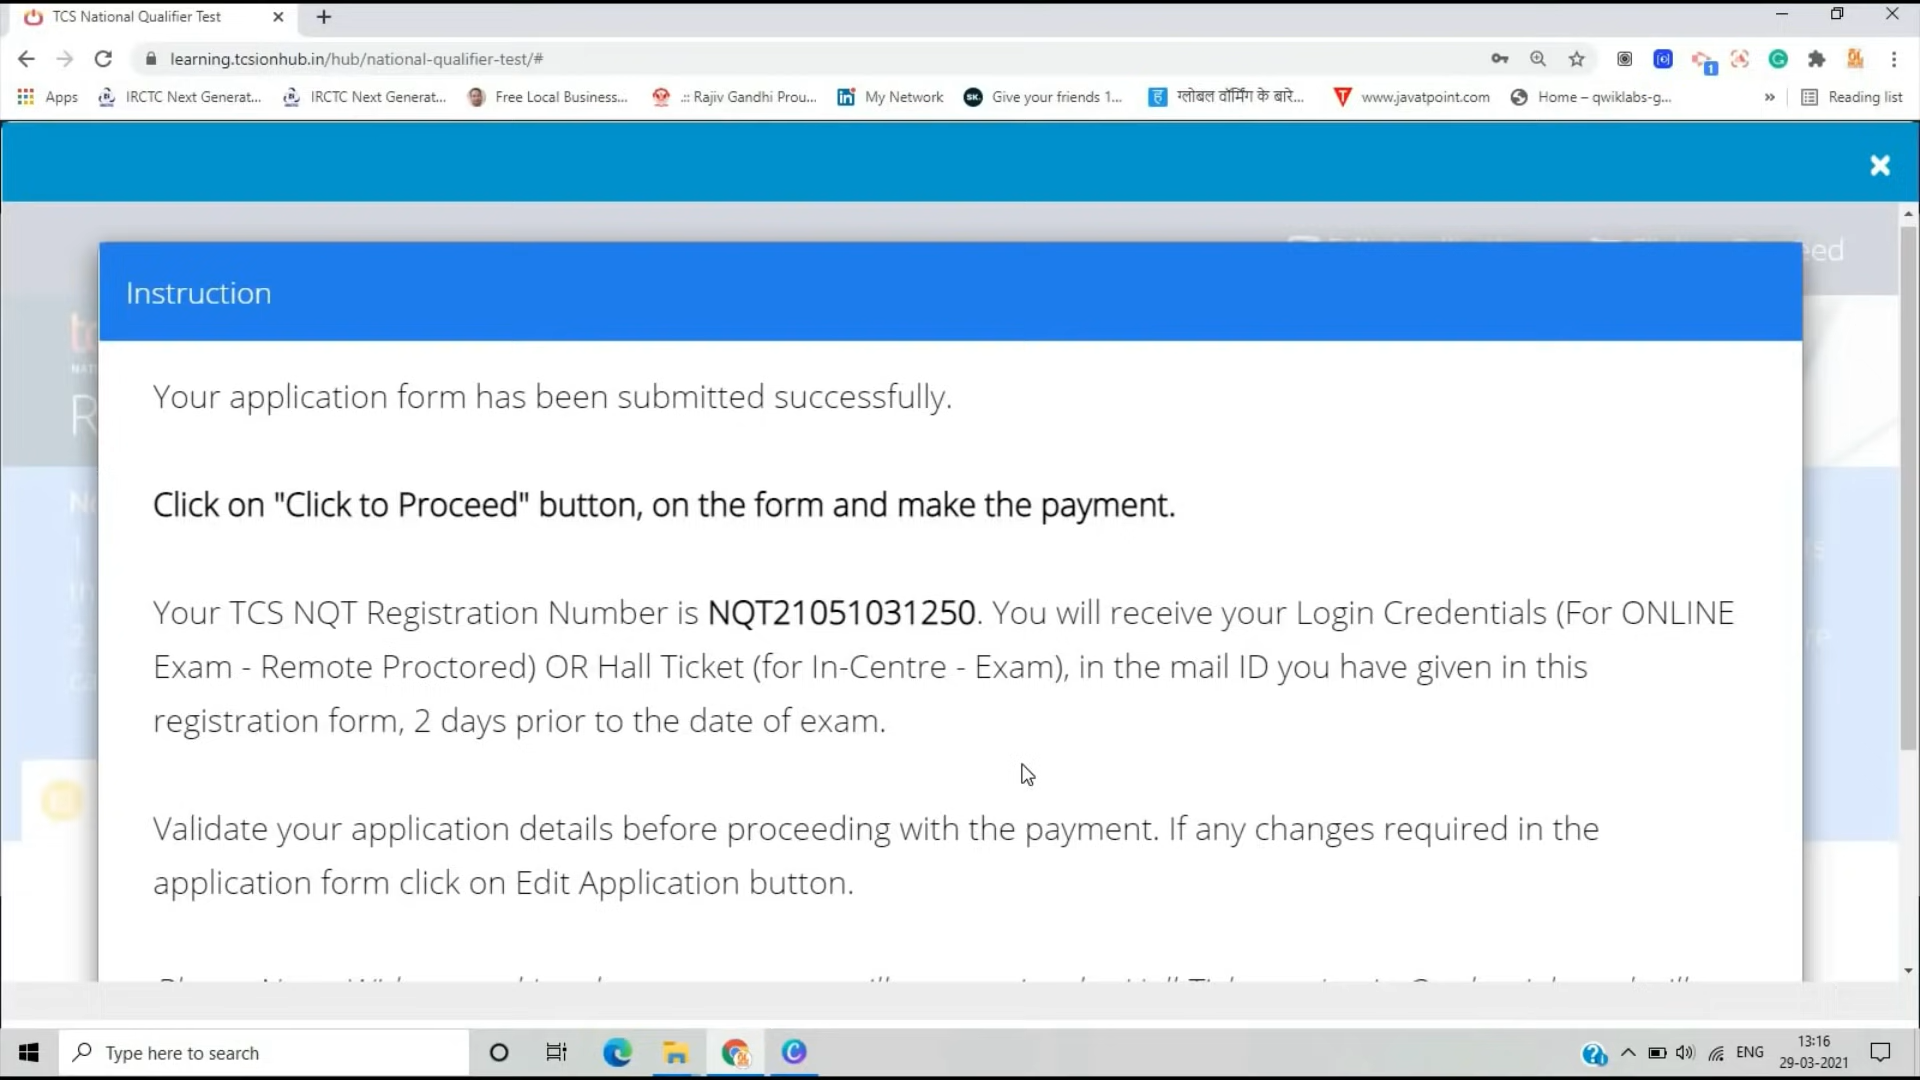 TCS National Qualifier Test
learning.tcsionhub.in/hub/national-qualifier-test/#
Apps IRCTC Next Generat... IRCTC Next Generat... Free Local Business... .:: Rajiv Gandhi Prou... My Network Give your friends 1... ग्लोबल वॉर्मिंग के बारे... www.javatpoint.com Home – qwiklabs-g... » Reading list
Instruction
Your application form has been submitted successfully.
Click on "Click to Proceed" button, on the form and make the payment.
Your TCS NQT Registration Number is NQT21051031250. You will receive your Login Credentials (For ONLINE
Exam - Remote Proctored) OR Hall Ticket (for In-Centre - Exam), in the mail ID you have given in this
registration form, 2 days prior to the date of exam.
Validate your application details before proceeding with the payment. If any changes required in the
application form click on Edit Application button.
Type here to search
ENG
13:16
29-03-2021